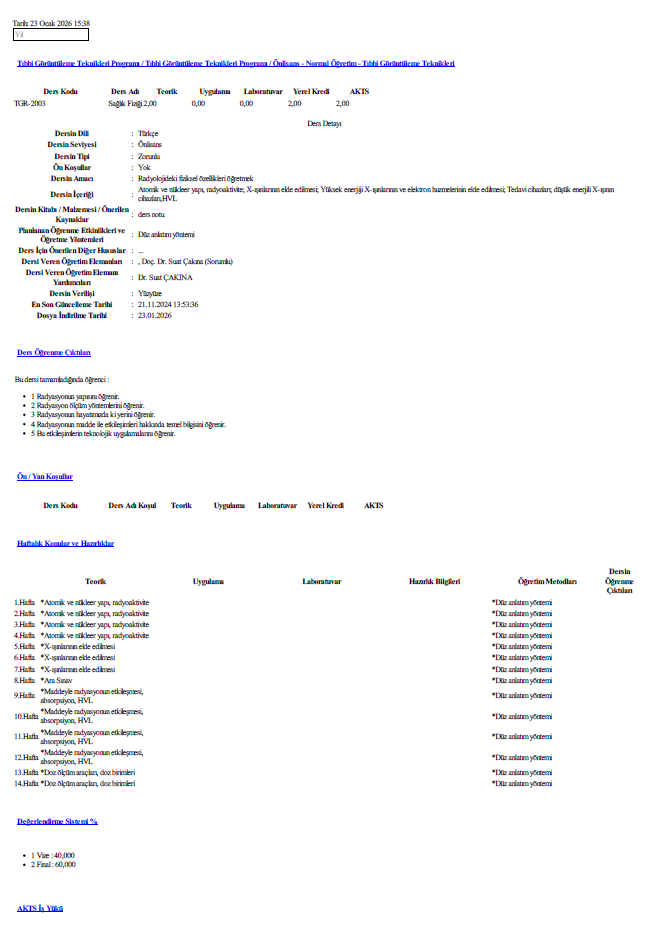 Tarih: 23 Ocak 2026 15:38
Yıl
Tıbbi Görüntüleme Teknikleri Programı / Tıbbi Görüntüleme Teknikleri Programı / Önlisans - Normal Öğretim - Tıbbi Görüntüleme Teknikleri
Ders Kodu Ders Adı Teorik Uygulama Laboratuvar Yerel Kredi AKTS
TGR-2003 Sağlık Fiziği 2,00 0,00 0,00 2,00 2,00
Ders Detayı
Dersin Dili : Türkçe
Dersin Seviyesi : Önlisans
Dersin Tipi : Zorunlu
Ön Koşullar : Yok
Dersin Amacı : Radyolojideki fiziksel özellikleri öğretmek
Dersin İçeriği : Atomik ve nükleer yapı, radyoaktivite; X-ışınlarının elde edilmesi; Yüksek enerjiji X-ışınlarının ve elektron huzmelerinin elde edilmesi; Tedavi cihazları; düşük enerjili X-ışının
cihazları,HVL
Dersin Kitabı / Malzemesi / Önerilen
Kaynaklar : ders notu
Planlanan Öğrenme Etkinlikleri ve
Öğretme Yöntemleri : Düz anlatım yöntemi
Ders İçin Önerilen Diğer Hususlar : ...
Dersi Veren Öğretim Elemanları : , Doç. Dr. Suat Çakına (Sorumlu)
Dersi Veren Öğretim Elemanı
Yardımcıları : Dr. Suat ÇAKINA
Dersin Verilişi : Yüzyüze
En Son Güncelleme Tarihi : 21.11.2024 13:53:36
Dosya İndirilme Tarihi : 23.01.2026
Ders Öğrenme Çıktıları
Bu dersi tamamladığında öğrenci :
• 1 Radyasyonun yapısını öğrenir.
• 2 Radyasyon ölçüm yöntemlerini öğrenir.
• 3 Radyasyonun hayatımızda ki yerini öğrenir.
• 4 Radyasyonun madde ile etkileşimleri hakkında temel bilgisini öğrenir.
• 5 Bu etkileşimlerin teknolojik uygulamalarını öğrenir.
Ön / Yan Koşullar
Ders Kodu Ders Adı Koşul Teorik Uygulama Laboratuvar Yerel Kredi AKTS
Haftalık Konular ve Hazırlıklar
Teorik Uygulama Laboratuvar Hazırlık Bilgileri Öğretim Metodları Dersin
Öğrenme
Çıktıları
1.Hafta *Atomik ve nükleer yapı, radyoaktivite *Düz anlatım yöntemi
2.Hafta *Atomik ve nükleer yapı, radyoaktivite *Düz anlatım yöntemi
3.Hafta *Atomik ve nükleer yapı, radyoaktivite *Düz anlatım yöntemi
4.Hafta *Atomik ve nükleer yapı, radyoaktivite *Düz anlatım yöntemi
5.Hafta *X-ışınlarının elde edilmesi *Düz anlatım yöntemi
6.Hafta *X-ışınlarının elde edilmesi *Düz anlatım yöntemi
7.Hafta *X-ışınlarının elde edilmesi *Düz anlatım yöntemi
8.Hafta *Ara Sınav *Düz anlatım yöntemi
9.Hafta *Maddeyle radyasyonun etkileşmesi,
absorpsiyon, HVL *Düz anlatım yöntemi
10.Hafta *Maddeyle radyasyonun etkileşmesi,
absorpsiyon, HVL *Düz anlatım yöntemi
11.Hafta *Maddeyle radyasyonun etkileşmesi,
absorpsiyon, HVL *Düz anlatım yöntemi
12.Hafta *Maddeyle radyasyonun etkileşmesi,
absorpsiyon, HVL *Düz anlatım yöntemi
13.Hafta *Doz ölçüm araçları, doz birimleri *Düz anlatım yöntemi
14.Hafta *Doz ölçüm araçları, doz birimleri *Düz anlatım yöntemi
Değerlendirme Sistemi %
• 1 Vize : 40,000
• 2 Final : 60,000
AKTS İş Yükü